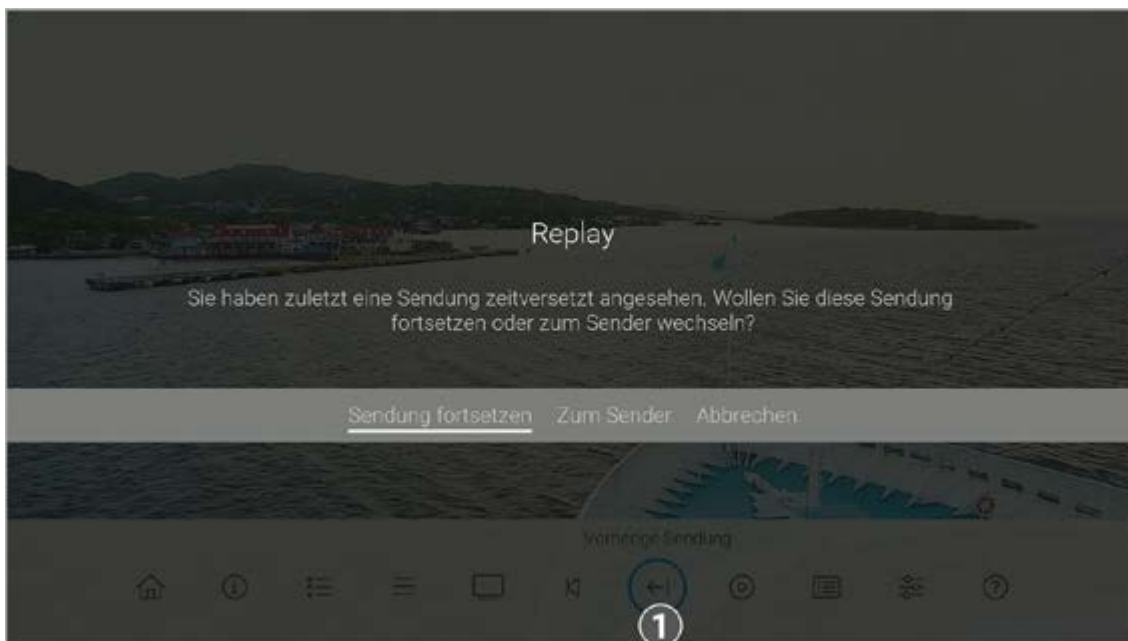 Replay
Sie haben zuletzt eine Sendung zeitversetzt angesehen. Wollen Sie diese Sendung
fortsetzen oder zum Sender wechseln?
Sendung fortsetzen Zum Sender Abbrechen
Vorherige Sendung
1